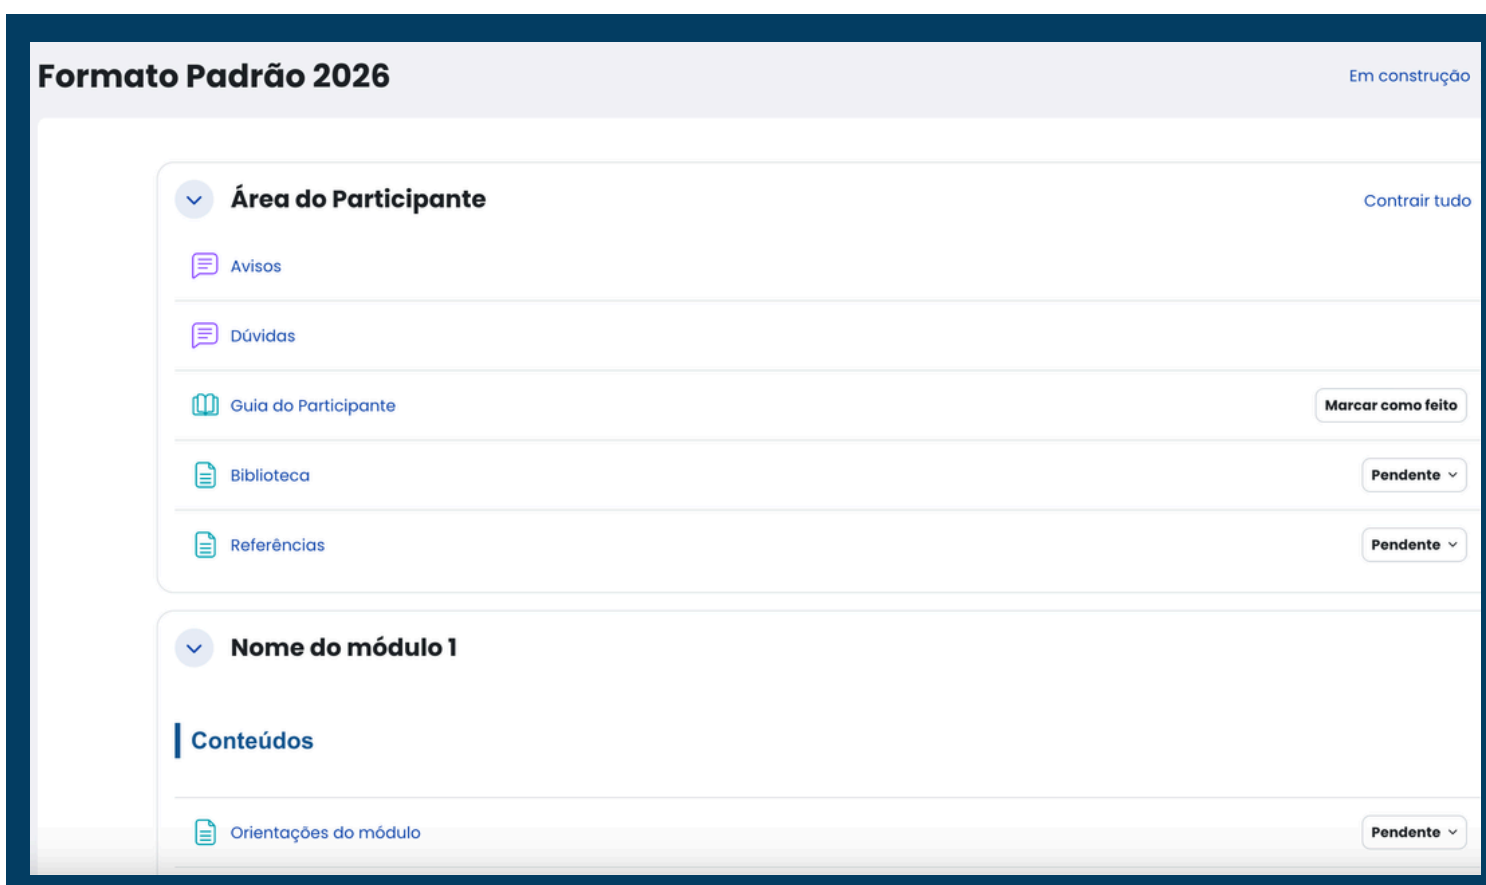 Formato Padrão 2026
Em construção
Área do Participante
Contrair tudo
Avisos
Dúvidas
Guia do Participante
Marcar como feito
Biblioteca
Pendente
Referências
Pendente
Nome do módulo 1
Conteúdos
Orientações do módulo
Pendente